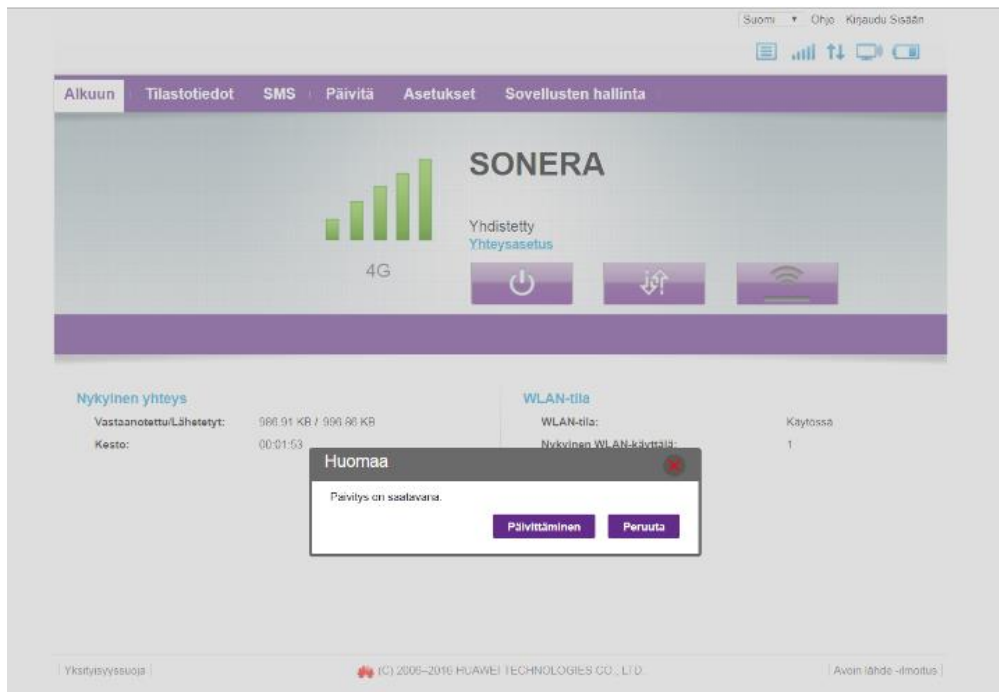 Suomi Ohje Kirjaudu Sisään
Alkuun Tilastotiedot SMS Päivitä Asetukset Sovellusten hallinta
SONERA
Yhdistetty
Yhteysasetus
4G
Nykyinen yhteys WLAN-tila
Vastaanotettu/Lähetetyt: 986.91 KB / 996.86 KB WLAN-tila: Käytössä
Kesto: 00:01:53 Nykyinen WLAN-käyttäjä: 1
Huomaa
Päivitys on saatavana.
Päivittäminen Peruuta
Yksityisyyssuoja (C) 2006–2016 HUAWEI TECHNOLOGIES CO., LTD. Avoin lähde -ilmoitus